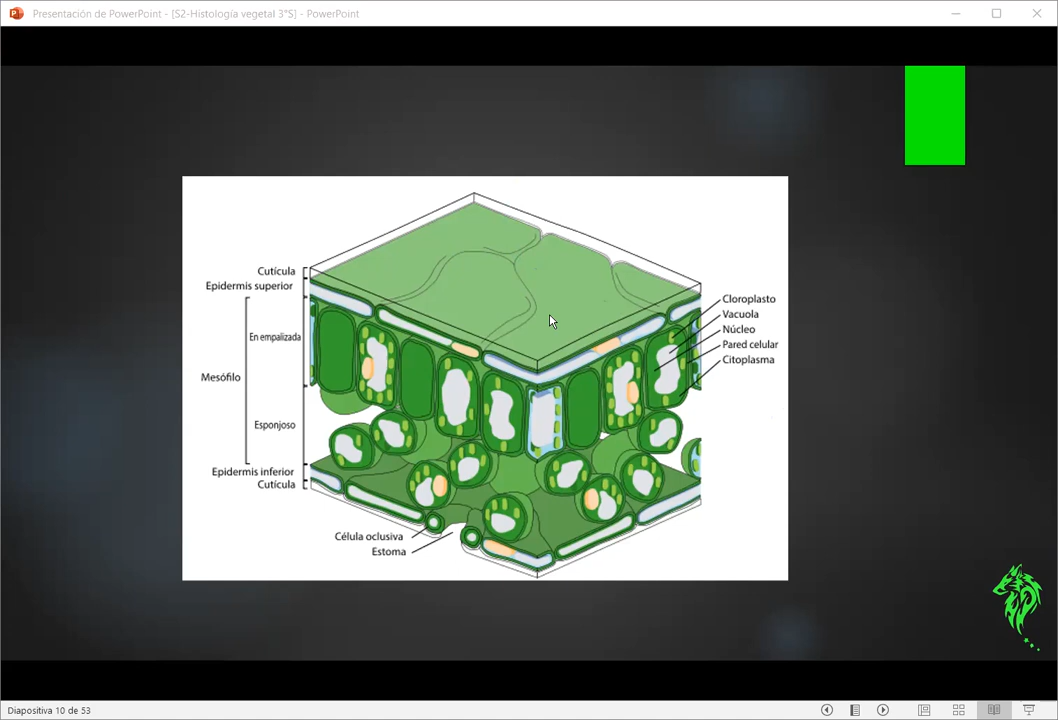 Presentación de PowerPoint - [S2-Histología vegetal 3°S] - PowerPoint
Cutícula
Epidermis superior
En empalizada
Mesófilo
Esponjoso
Epidermis inferior
Cutícula
Célula oclusiva
Estoma
Cloroplasto
Vacuola
Núcleo
Pared celular
Citoplasma
Diapositiva 10 de 53